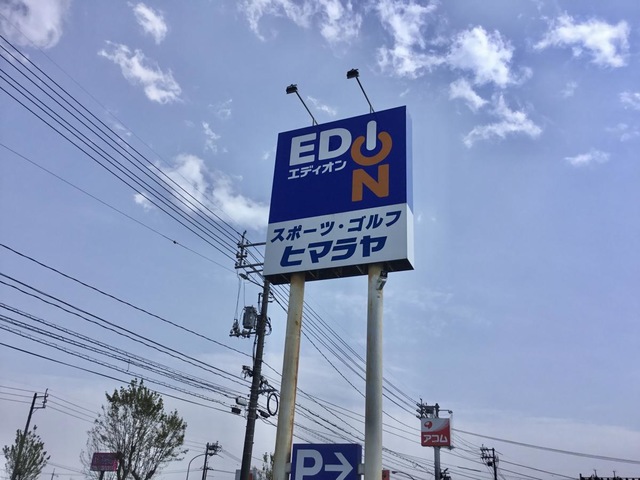 EDION
エディオン
スポーツ・ゴルフ
ヒマラヤ
P→
アコム